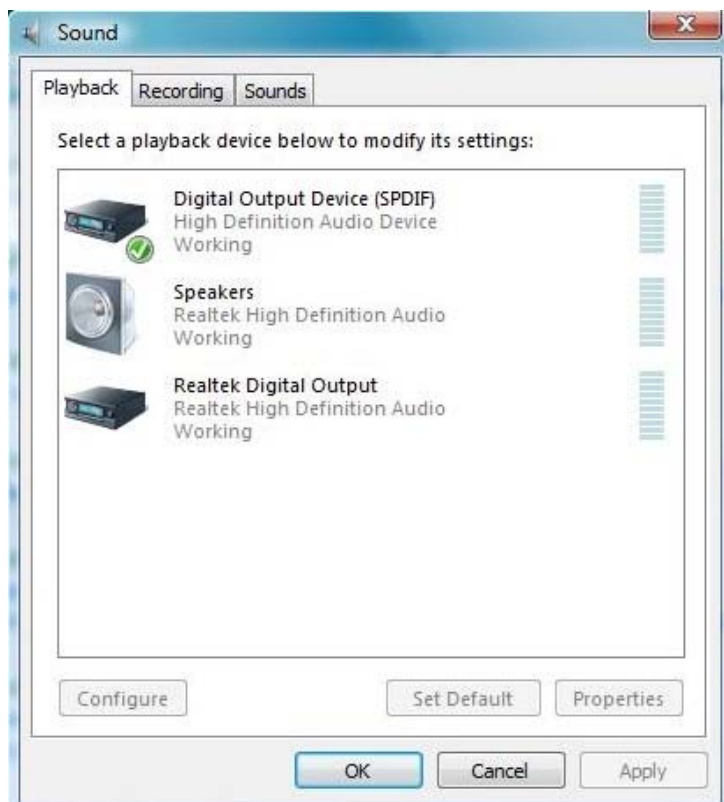 Sound
Playback Recording Sounds
Select a playback device below to modify its settings:
Digital Output Device (SPDIF)
High Definition Audio Device
Working
Speakers
Realtek High Definition Audio
Working
Realtek Digital Output
Realtek High Definition Audio
Working
Configure Set Default Properties
OK Cancel Apply